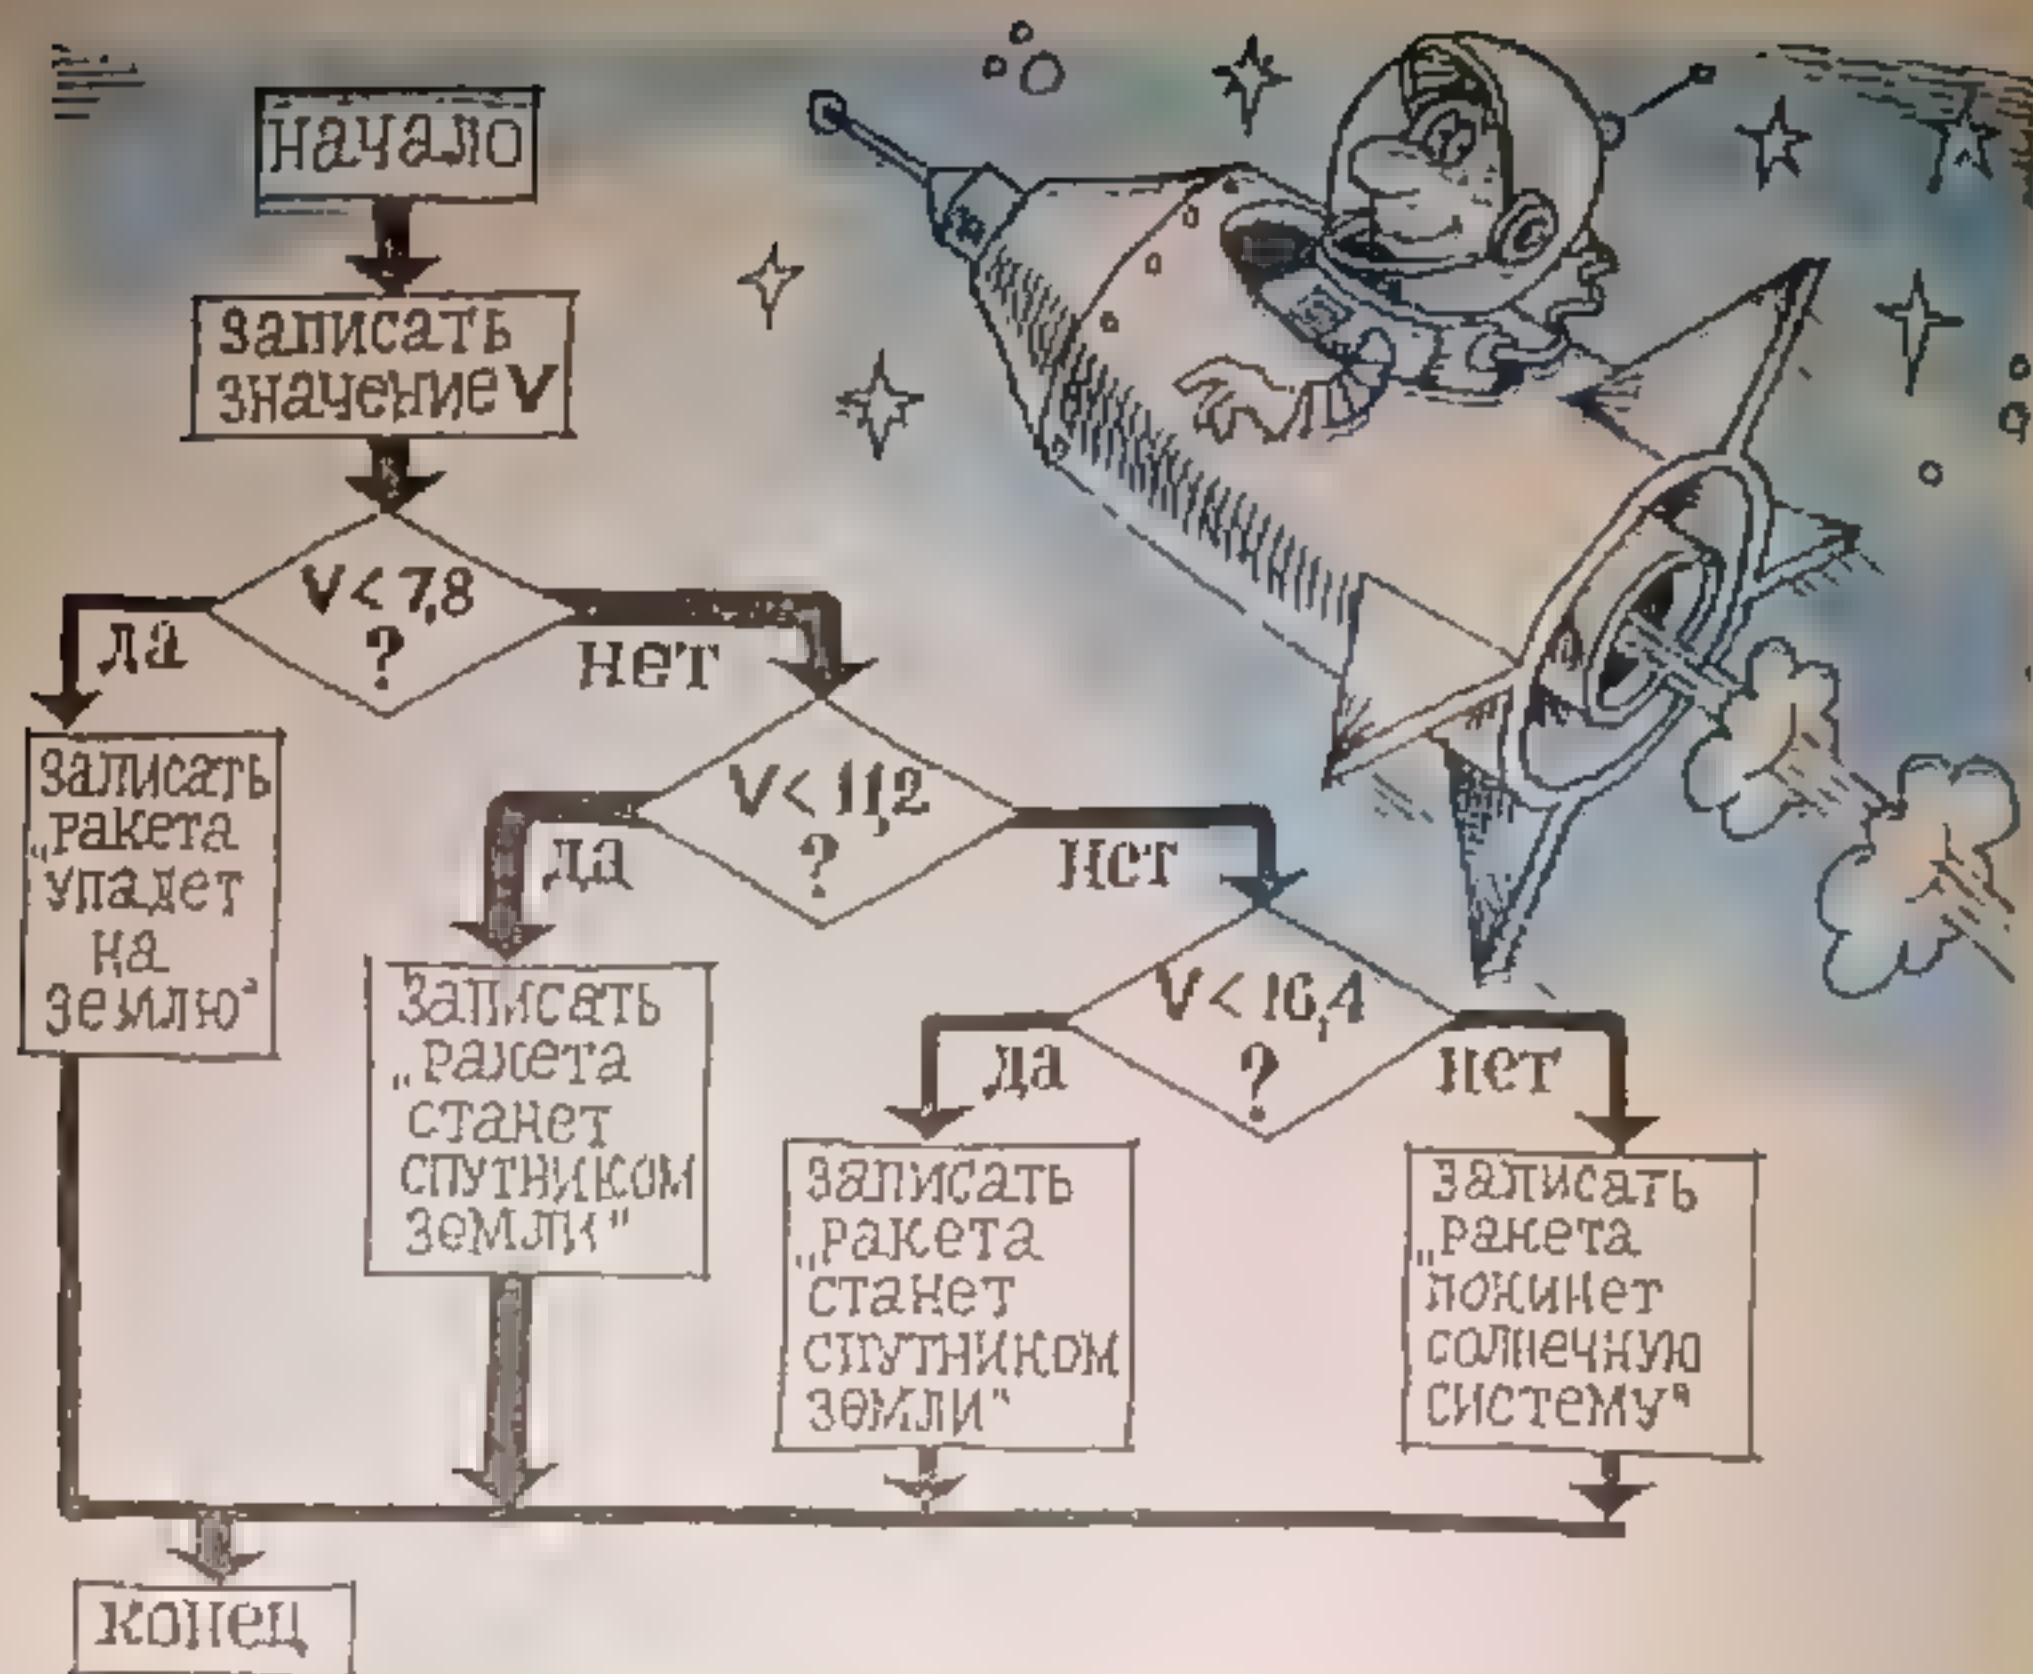 начало
записать
значение V
V < 7,8
?
да
нет
записать
„ракета
упадет
на
землю"
V < 11,2
?
да
нет
записать
„ракета
станет
спутником
земли"
V < 16,4
?
да
нет
записать
„ракета
станет
спутником
земли"
записать
„ракета
покинет
солнечную
систему"
конец